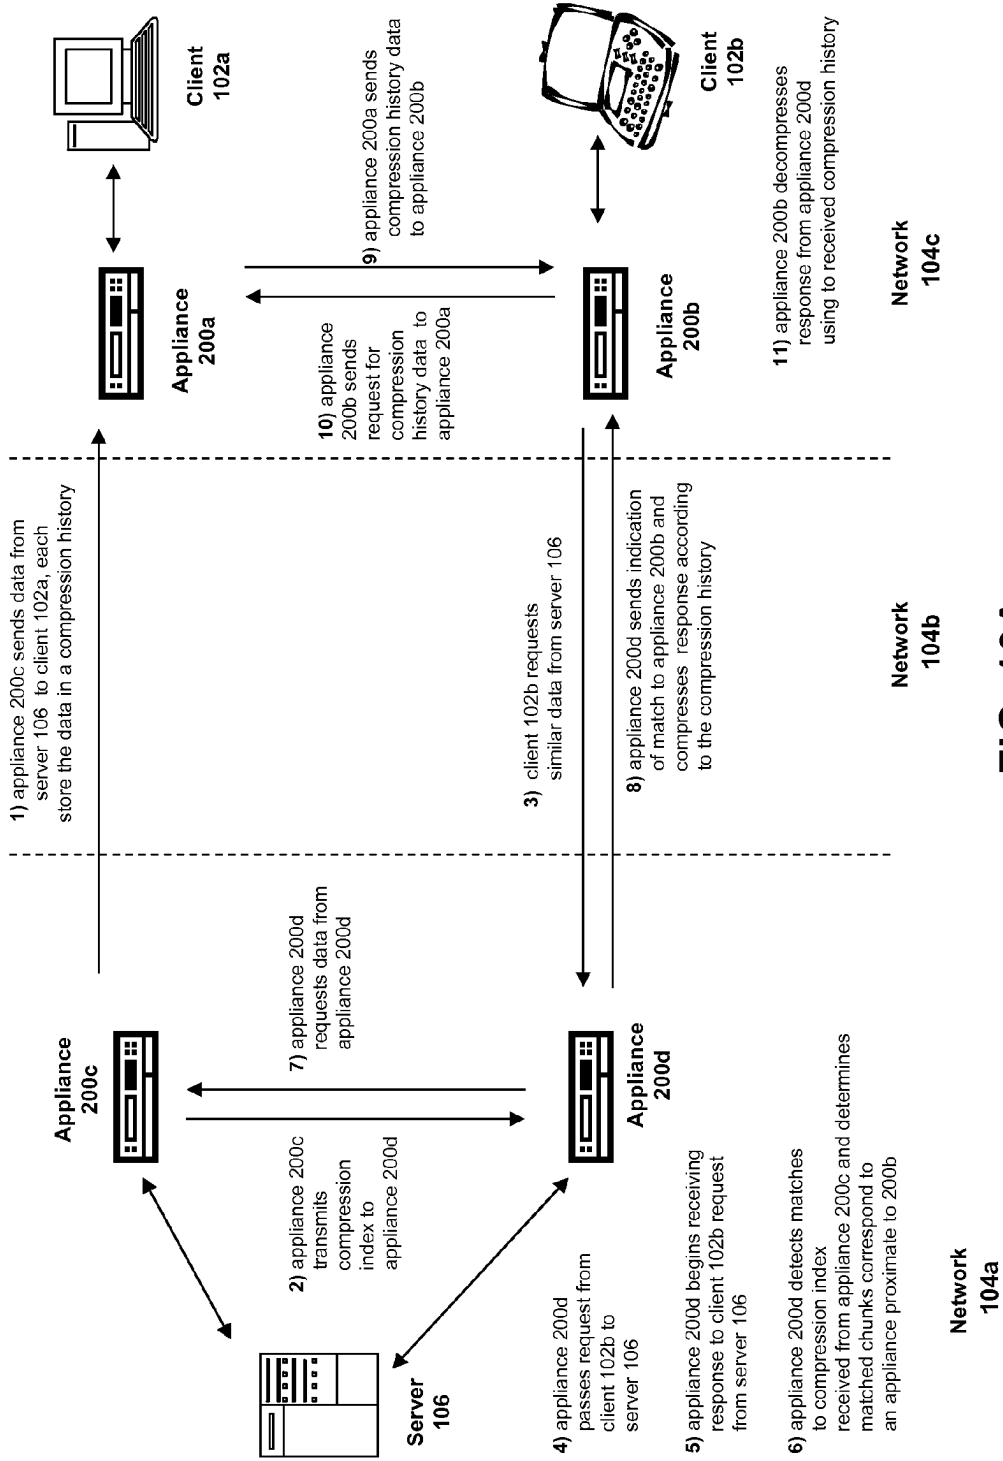 1) appliance 200c sends data from
server 106 to client 102a, each
store the data in a compression history
Appliance
200c
Appliance
200a
Client
102a
2) appliance 200c
transmits
compression
index to
appliance 200d
7) appliance 200d
requests data from
appliance 200d
10) appliance
200b sends
request for
compression
history data to
appliance 200a
9) appliance 200a sends
compression history data
to appliance 200b
Server
106
3) client 102b requests
similar data from server 106
4) appliance 200d
passes request from
client 102b to
server 106
Appliance
200d
8) appliance 200d sends indication
of match to appliance 200b and
compresses response according
to the compression history
Appliance
200b
Client
102b
5) appliance 200d begins receiving
response to client 102b request
from server 106
6) appliance 200d detects matches
to compression index
received from appliance 200c and determines
matched chunks correspond to
an appliance proximate to 200b
11) appliance 200b decompresses
response from appliance 200d
using to received compression history
Network
104a
Network
104b
Network
104c